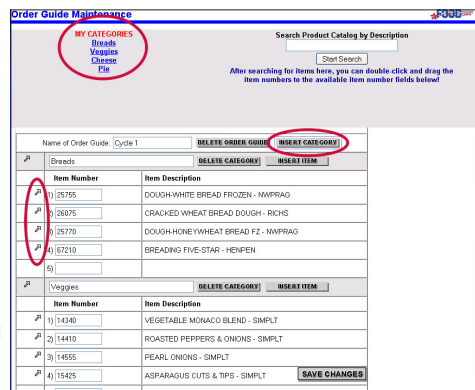 Order Guide Maintenance
MY CATEGORIES
Breads
Veggies
Cheese
Pie
Search Product Catalog by Description
Start Search
After searching for items here, you can double-click and drag the
item numbers to the available item number fields below!
Name of Order Guide: Cycle 1 DELETE ORDER GUIDE INSERT CATEGORY
Breads DELETE CATEGORY INSERT ITEM
Item Number Item Description
1) 25755 DOUGH-WHITE BREAD FROZEN - NWPRAG
2) 26075 CRACKED WHEAT BREAD DOUGH - RICHS
3) 25770 DOUGH-HONEYWHEAT BREAD FZ - NWPRAG
4) 67210 BREADING FIVE-STAR - HENPEN
5)
Veggies DELETE CATEGORY INSERT ITEM
Item Number Item Description
1) 14340 VEGETABLE MONACO BLEND - SIMPLT
2) 14410 ROASTED PEPPERS & ONIONS - SIMPLT
3) 14555 PEARL ONIONS - SIMPLT
4) 15425 ASPARAGUS CUTS & TIPS - SIMPLT SAVE CHANGES